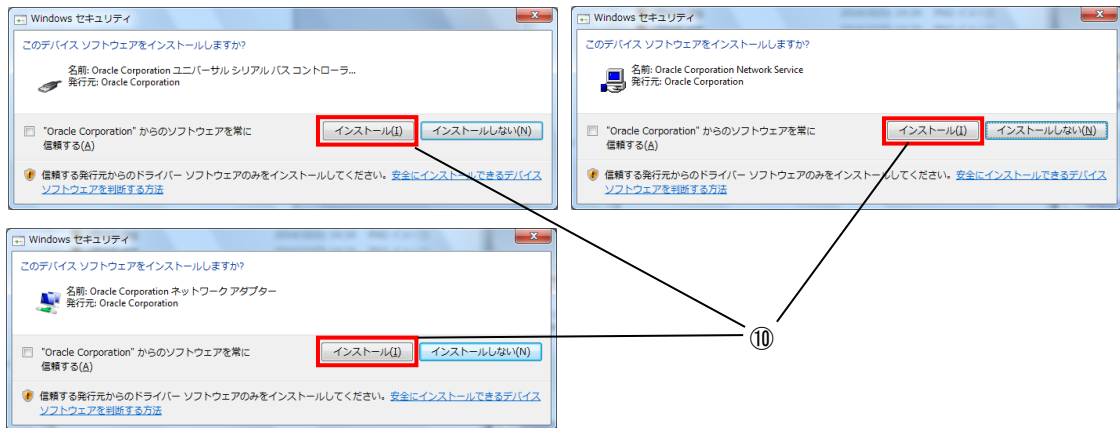 Windows セキュリティ
このデバイス ソフトウェアをインストールしますか?
名前: Oracle Corporation ユニバーサル シリアル バス コントローラ...
発行元: Oracle Corporation
"Oracle Corporation" からのソフトウェアを常に
信頼する(A)
インストール(I)
インストールしない(N)
信頼する発行元からのドライバー ソフトウェアのみをインストールしてください。安全にインストールできるデバイス
ソフトウェアを判断する方法
Windows セキュリティ
このデバイス ソフトウェアをインストールしますか?
名前: Oracle Corporation Network Service
発行元: Oracle Corporation
"Oracle Corporation" からのソフトウェアを常に
信頼する(A)
インストール(I)
インストールしない(N)
信頼する発行元からのドライバー ソフトウェアのみをインストールしてください。安全にインストールできるデバイス
ソフトウェアを判断する方法
Windows セキュリティ
このデバイス ソフトウェアをインストールしますか?
名前: Oracle Corporation ネットワーク アダプター
発行元: Oracle Corporation
"Oracle Corporation" からのソフトウェアを常に
信頼する(A)
インストール(I)
インストールしない(N)
信頼する発行元からのドライバー ソフトウェアのみをインストールしてください。安全にインストールできるデバイス
ソフトウェアを判断する方法
⑩